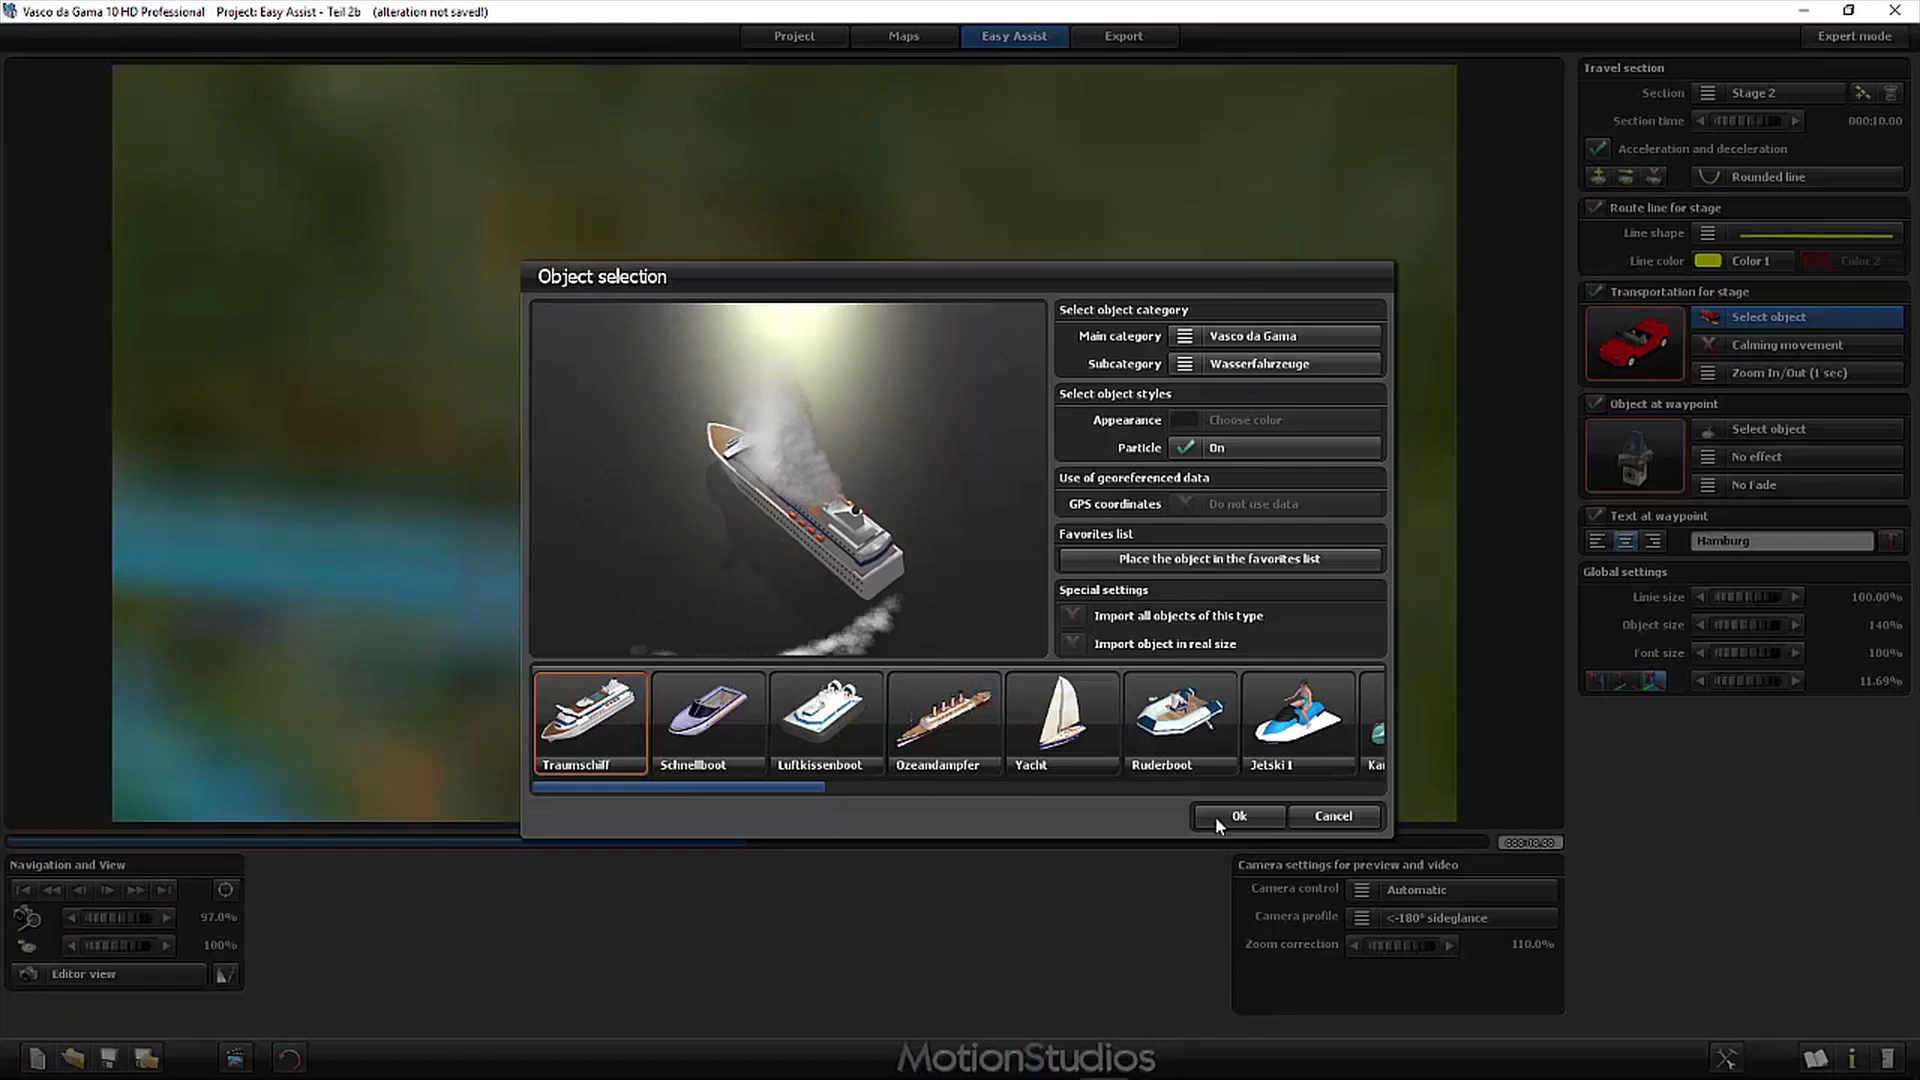 Vasco da Gama 10 HD Professional Project: Easy Assist - Teil 2b (alteration not saved!)
Project Maps Easy Assist Export Expert mode
Travel section
Section Stage 2
Section time 000:10.00
Acceleration and deceleration
Rounded line
Route line for stage
Line shape
Line color Color 1 Color 2
Transportation for stage
Select object
Calming movement
Zoom In/Out (1 sec)
Object at waypoint
Select object
No effect
No Fade
Text at waypoint
Hamburg
Global settings
Linie size 100.00%
Object size 140%
Font size 100%
11.69%
Object selection
Select object category
Main category Vasco da Gama
Subcategory Wasserfahrzeuge
Select object styles
Appearance Choose color
Particle On
Use of georeferenced data
GPS coordinates Do not use data
Favorites list
Place the object in the favorites list
Special settings
Import all objects of this type
Import object in real size
Traumschiff Schnellboot Luftkissenboot Ozeandampfer Yacht Ruderboot Jetski 1
Ok Cancel
000:10:00
Navigation and View
97.0%
100%
Editor view
Camera settings for preview and video
Camera control Automatic
Camera profile <-180° sideglance
Zoom correction 110.0%
MotionStudios